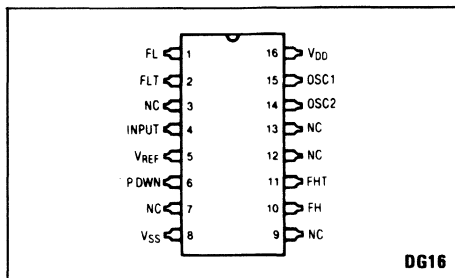 FL 1 16 VDD
FLT 2 15 OSC1
NC 3 14 OSC2
INPUT 4 13 NC
VREF 5 12 NC
PDWN 6 11 FHT
NC 7 10 FH
VSS 8 9 NC
DG16